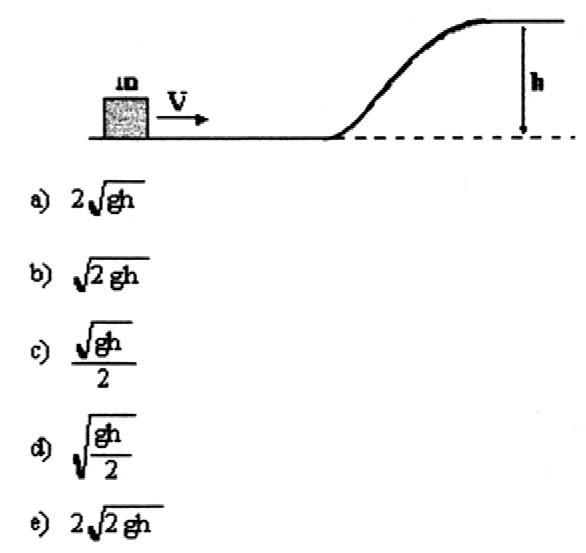 m
V
h
a) 2√gh
b) √2 gh
c) √gh / 2
d) √gh/2
e) 2√2 gh